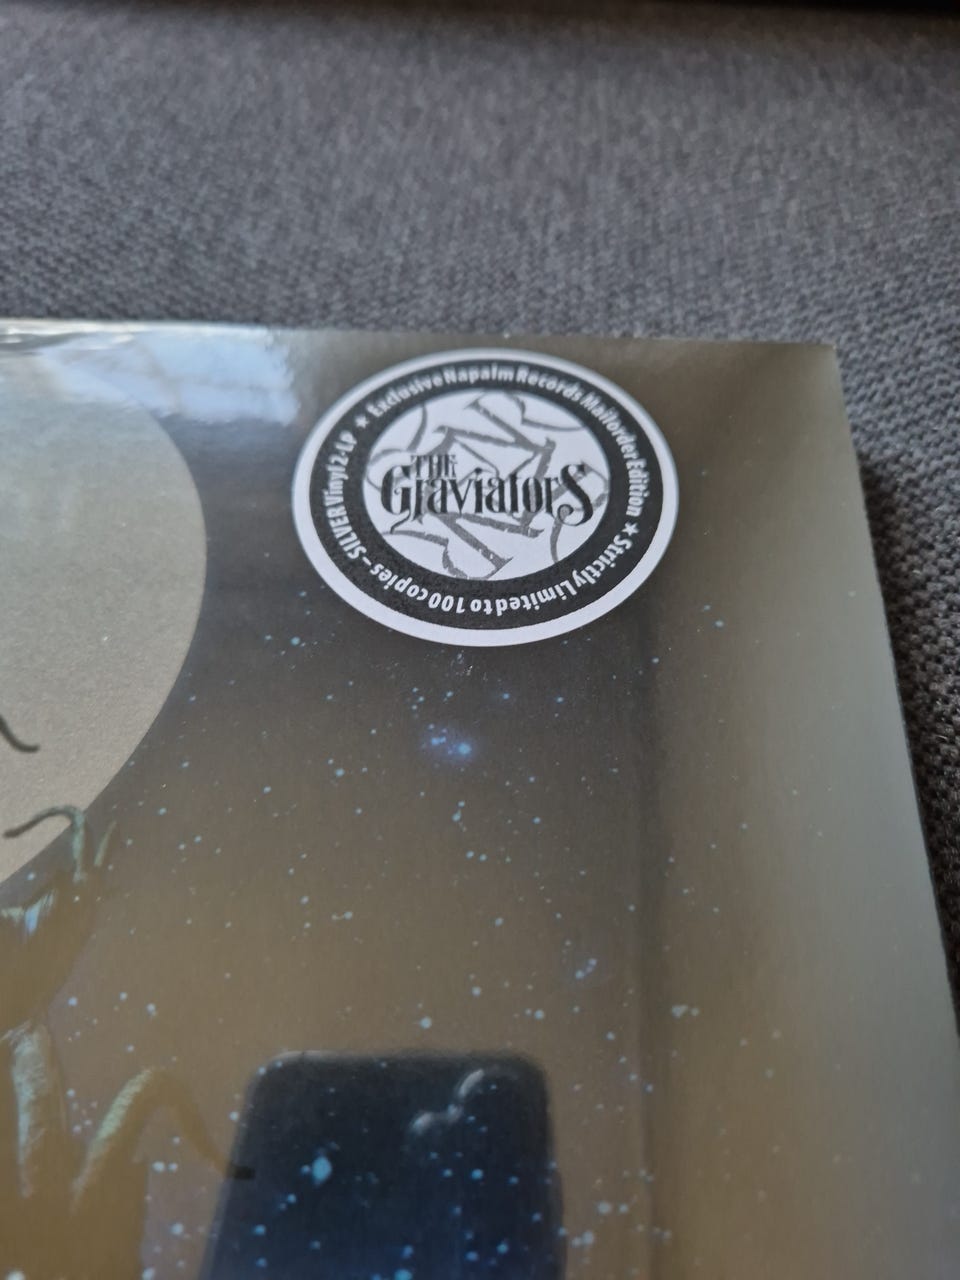 ★ Exclusive Napalm Records Mailorder Edition ★ Strictly Limited to 100 copies – SILVER Vinyl 2-LP
THE
Graviators